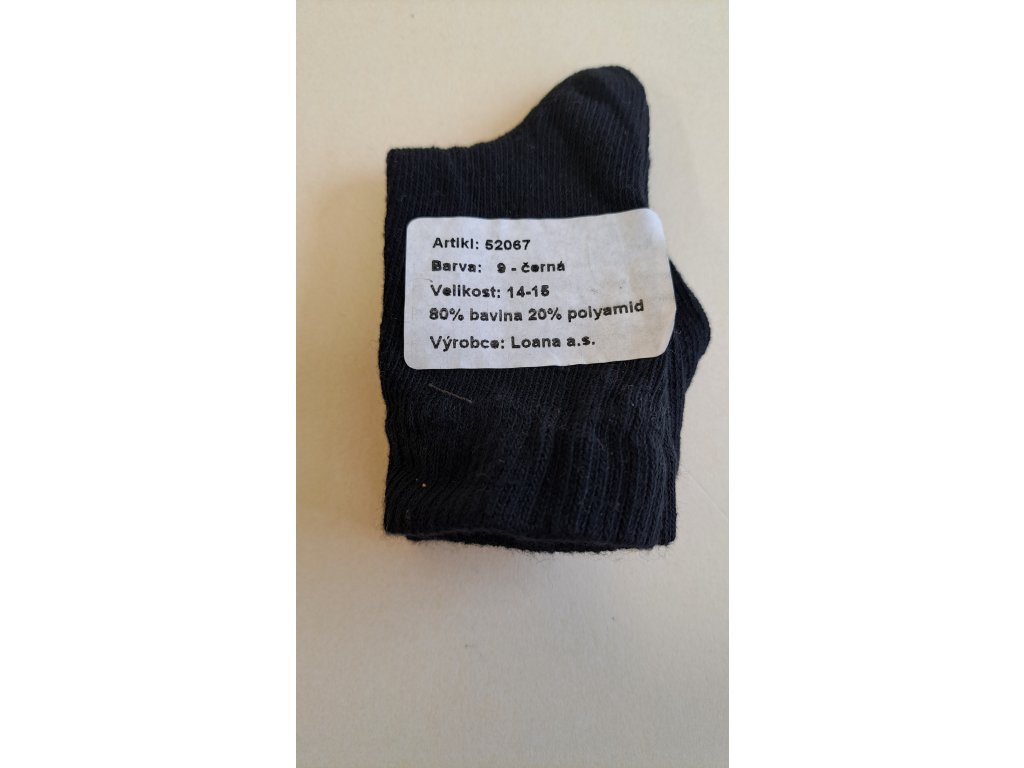 Artikl: 52067
Barva: 9 - černá
Velikost: 14-15
80% bavlna 20% polyamid
Výrobce: Loana a.s.